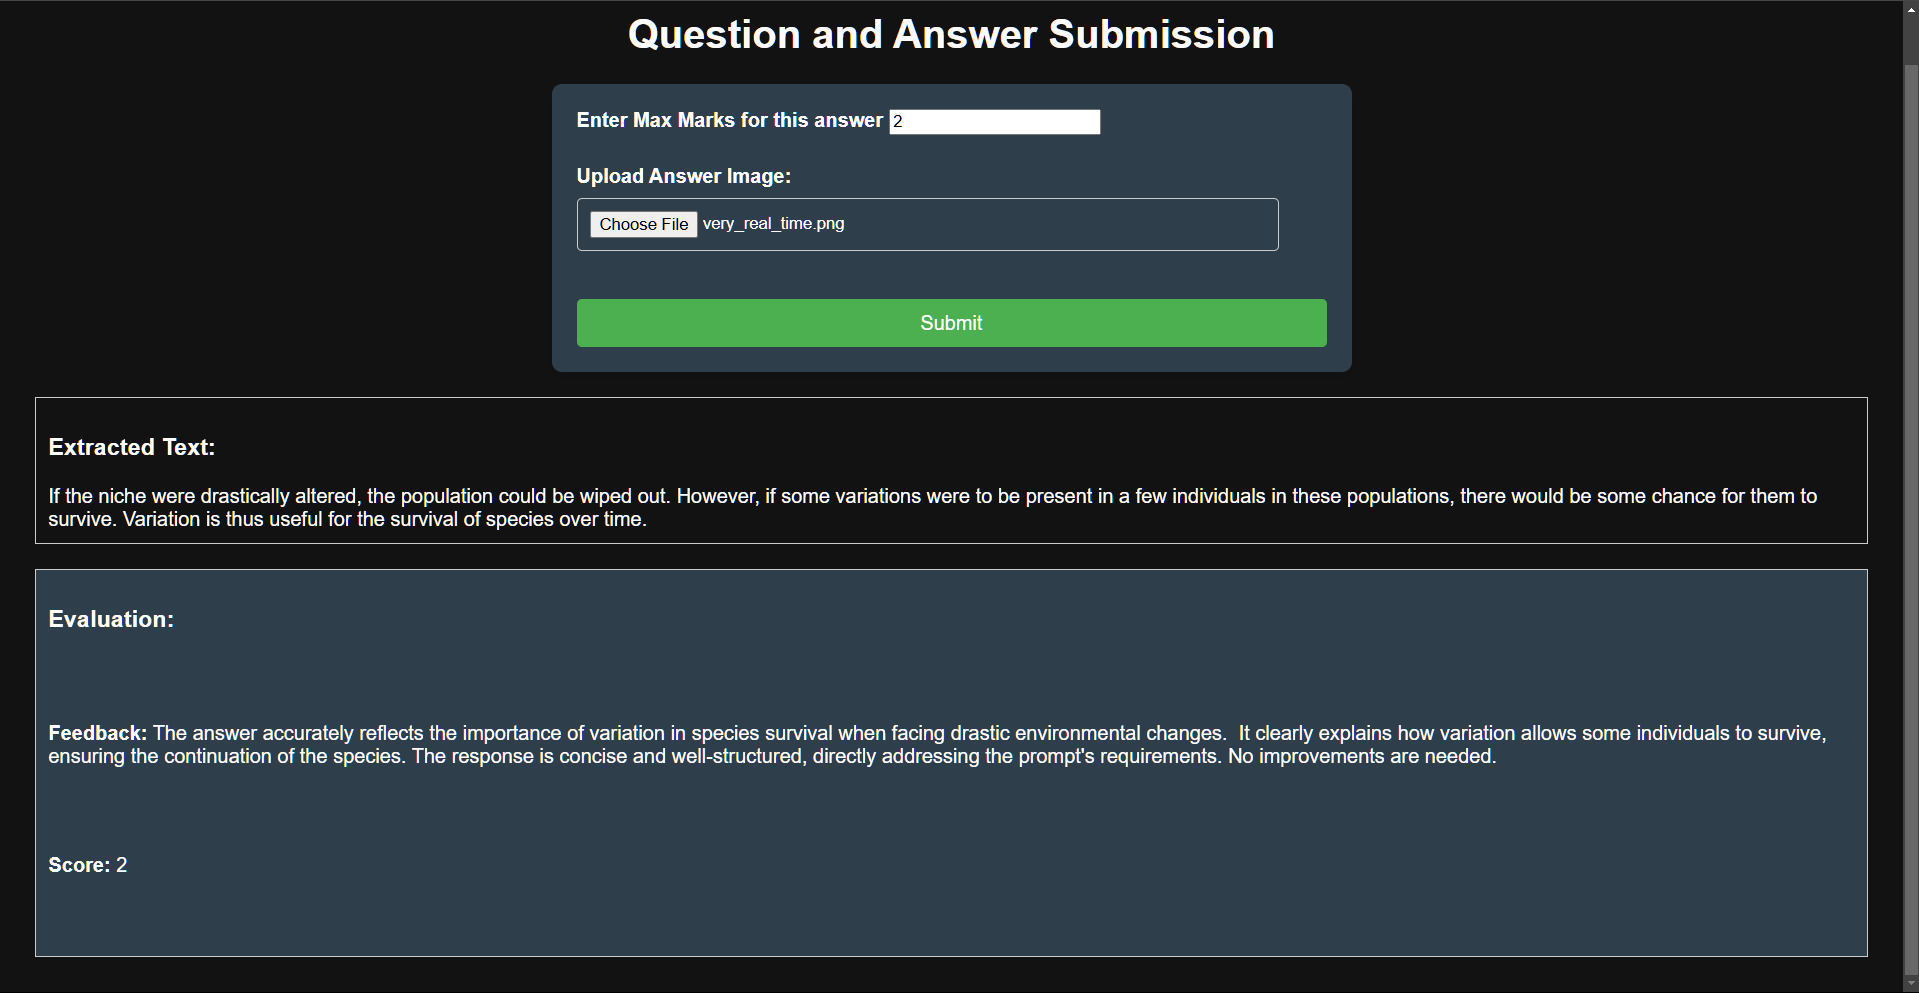 Question and Answer Submission
Enter Max Marks for this answer 2
Upload Answer Image:
Choose File very_real_time.png
Submit
Extracted Text:
If the niche were drastically altered, the population could be wiped out. However, if some variations were to be present in a few individuals in these populations, there would be some chance for them to
survive. Variation is thus useful for the survival of species over time.
Evaluation:
Feedback: The answer accurately reflects the importance of variation in species survival when facing drastic environmental changes.  It clearly explains how variation allows some individuals to survive,
ensuring the continuation of the species. The response is concise and well-structured, directly addressing the prompt's requirements. No improvements are needed.
Score: 2